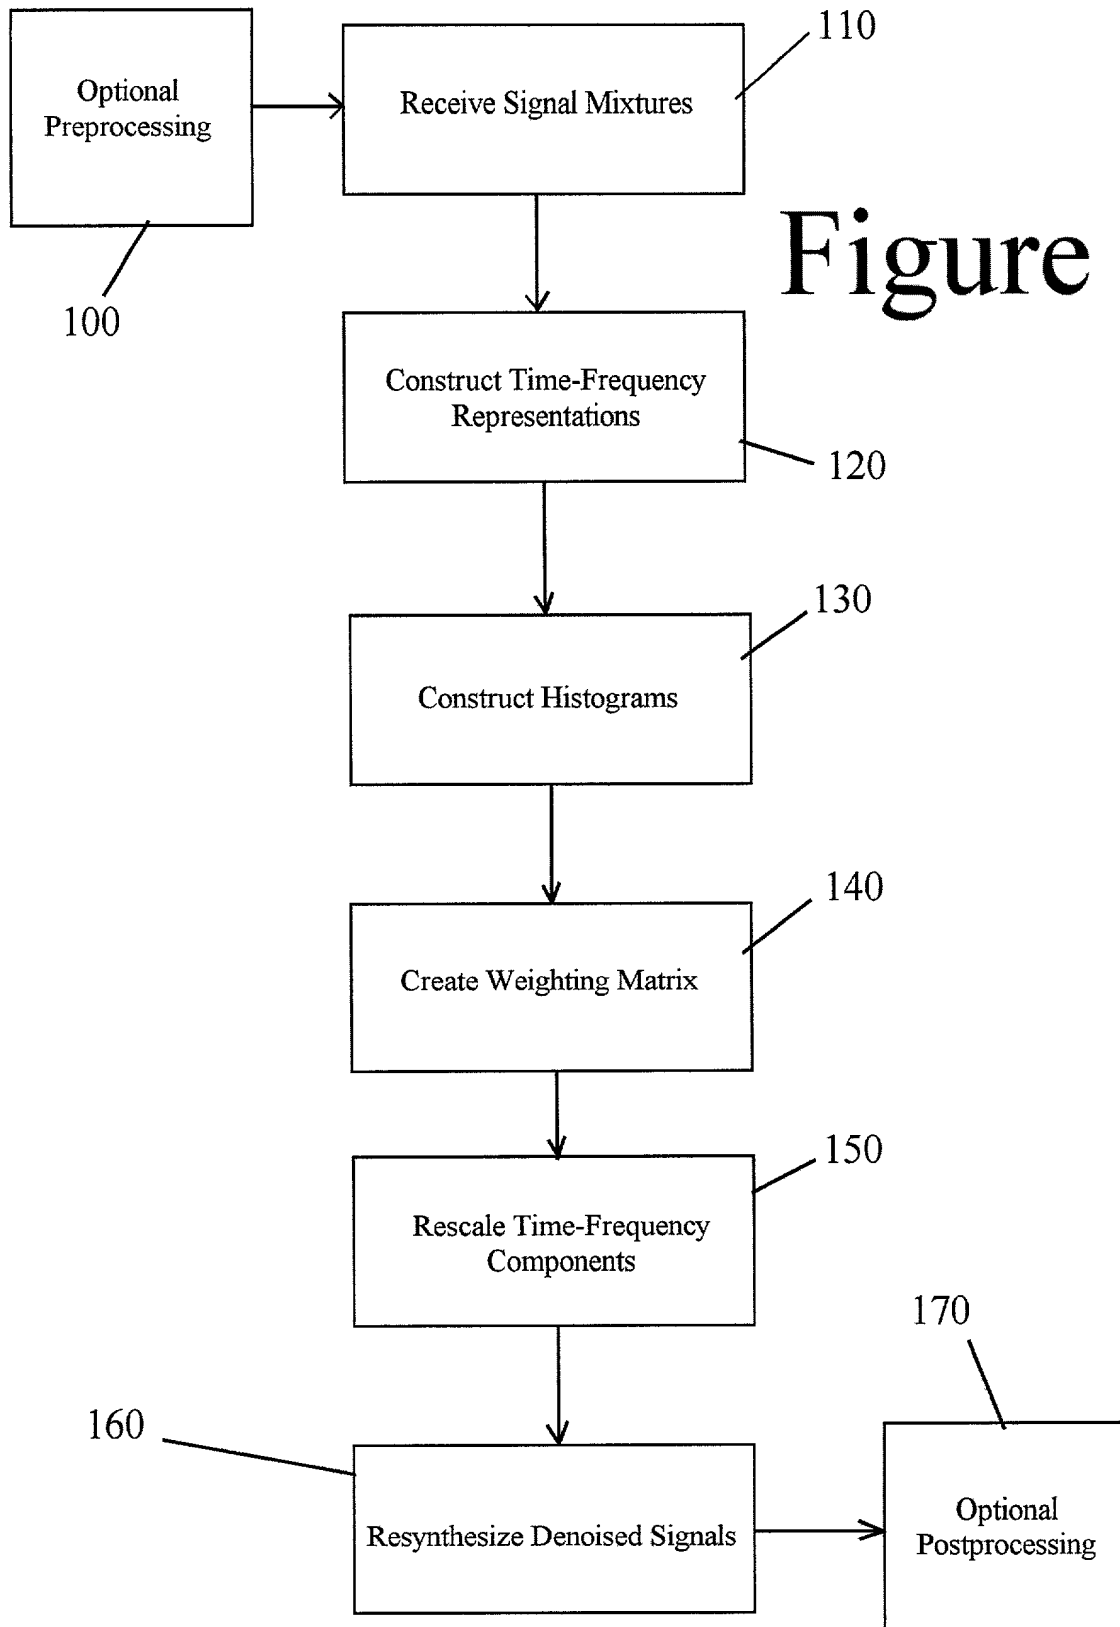 110
Optional
Preprocessing
Receive Signal Mixtures
Figure
100
Construct Time-Frequency
Representations
120
130
Construct Histograms
140
Create Weighting Matrix
150
Rescale Time-Frequency
Components
170
160
Resynthesize Denoised Signals
Optional
Postprocessing